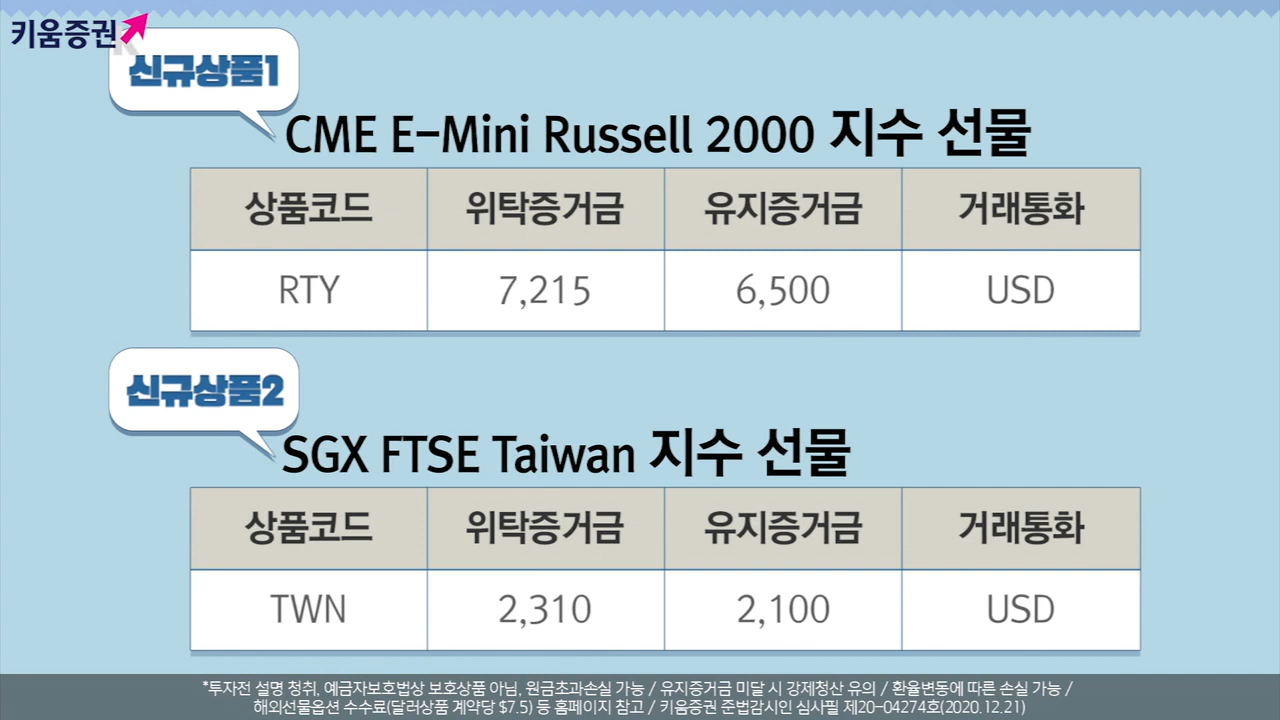 키움증권
신규상품1
CME E-Mini Russell 2000 지수 선물
상품코드 위탁증거금 유지증거금 거래통화
RTY 7,215 6,500 USD
신규상품2
SGX FTSE Taiwan 지수 선물
상품코드 위탁증거금 유지증거금 거래통화
TWN 2,310 2,100 USD
*투자전 설명 청취, 예금자보호법상 보호상품 아님, 원금초과손실 가능 / 유지증거금 미달 시 강제청산 유의 / 환율변동에 따른 손실 가능 /
해외선물옵션 수수료(달러상품 계약당 $7.5) 등 홈페이지 참고 / 키움증권 준법감시인 심사필 제20-04274호(2020.12.21)